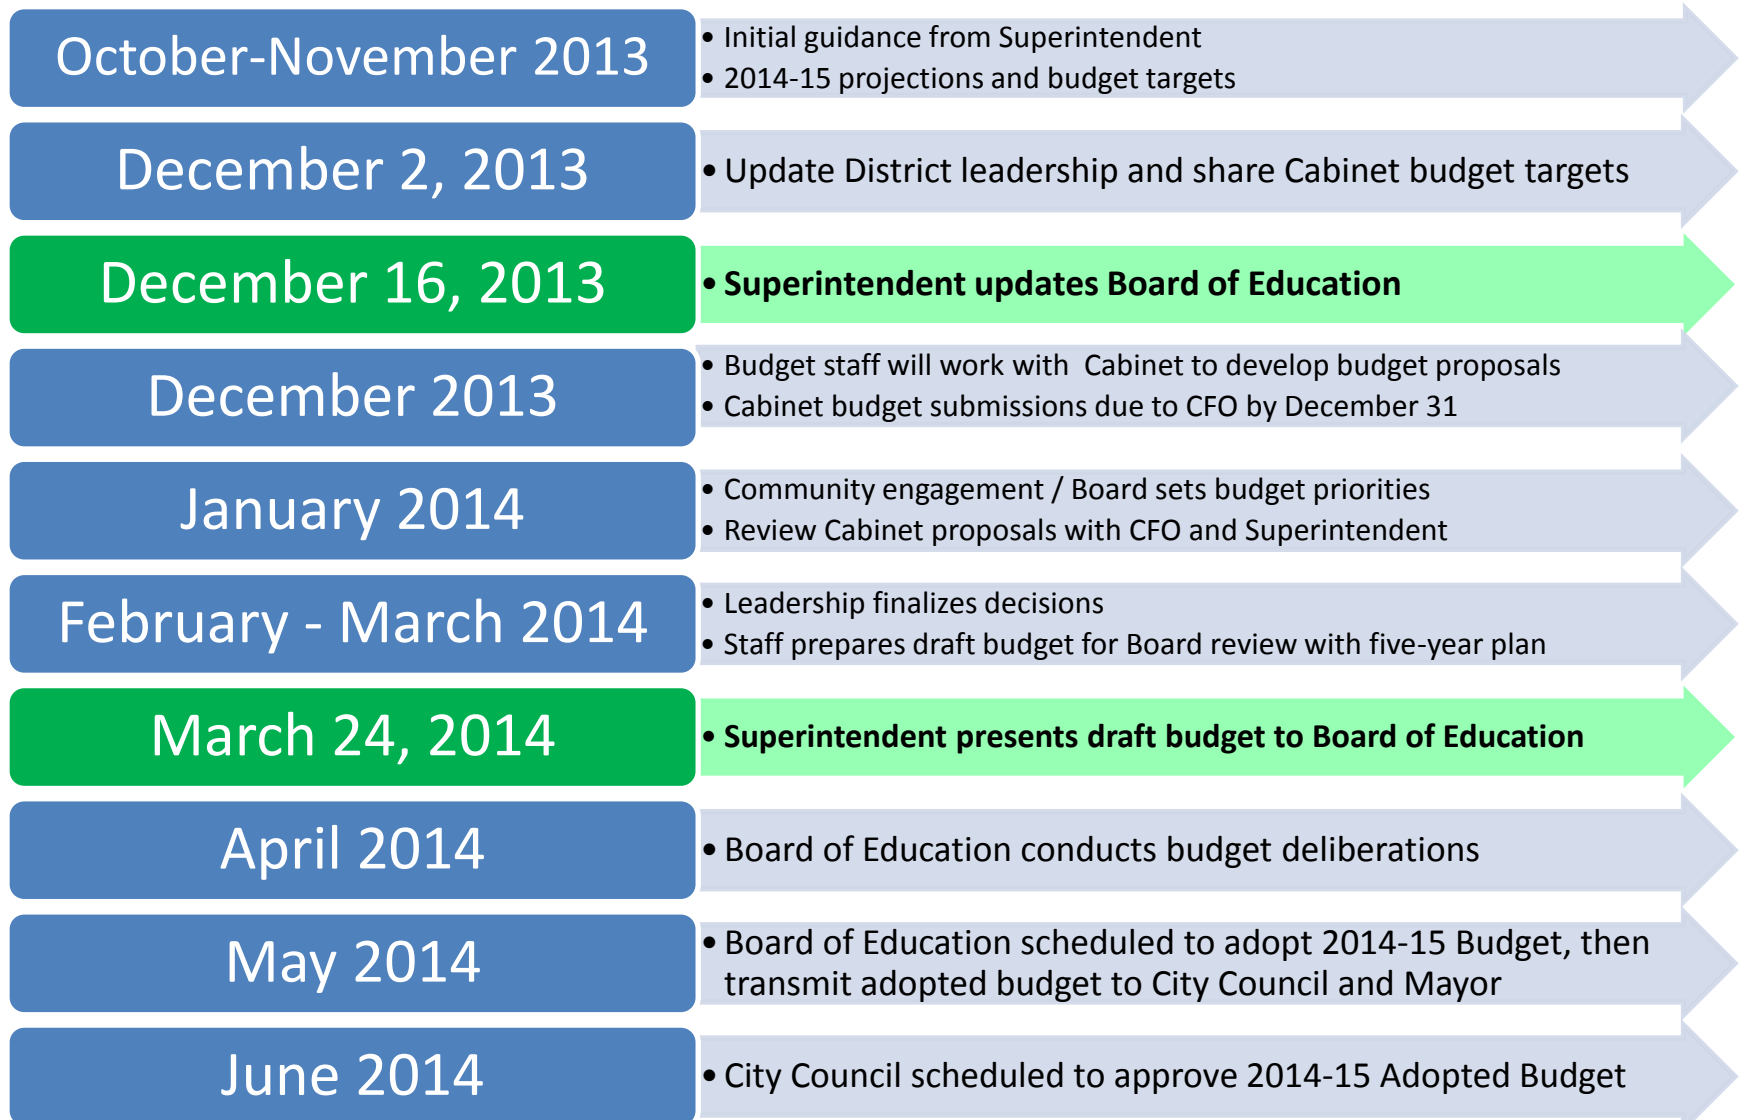 October-November 2013
• Initial guidance from Superintendent
• 2014-15 projections and budget targets
December 2, 2013
• Update District leadership and share Cabinet budget targets
December 16, 2013
• Superintendent updates Board of Education
December 2013
• Budget staff will work with  Cabinet to develop budget proposals
• Cabinet budget submissions due to CFO by December 31
January 2014
• Community engagement / Board sets budget priorities
• Review Cabinet proposals with CFO and Superintendent
February - March 2014
• Leadership finalizes decisions
• Staff prepares draft budget for Board review with five-year plan
March 24, 2014
• Superintendent presents draft budget to Board of Education
April 2014
• Board of Education conducts budget deliberations
May 2014
• Board of Education scheduled to adopt 2014-15 Budget, then
transmit adopted budget to City Council and Mayor
June 2014
• City Council scheduled to approve 2014-15 Adopted Budget